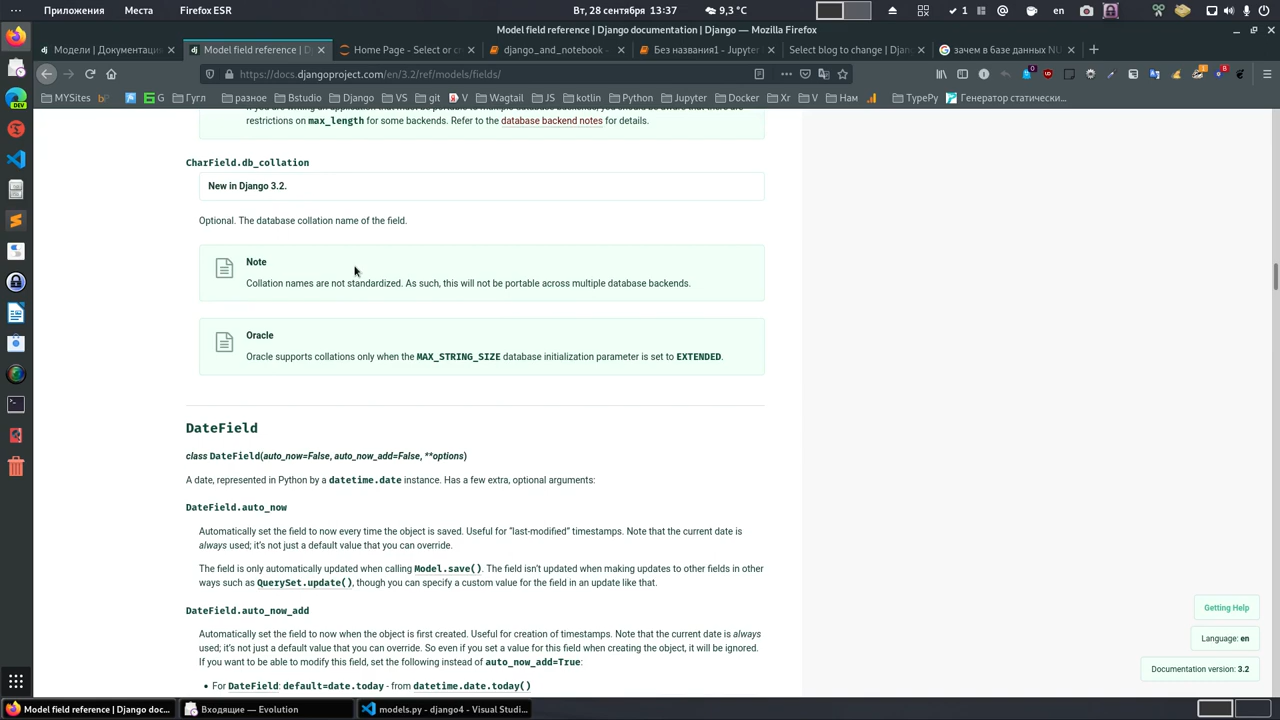 Приложения Места Firefox ESR Вт, 28 сентября 13:37 9,3 °C 1 en
Model field reference | Django documentation | Django — Mozilla Firefox
Модели | Документаци Model field reference | D Home Page - Select or cr django_and_notebook - Без названия1 - Jupyter Select blog to change | Djan зачем в базе данных NU
https://docs.djangoproject.com/en/3.2/ref/models/fields/
MYSites G Гугл разное Bstudio Django VS git V Wagtail JS kotlin Python Jupyter Docker Xr V Нам TypePy Генератор статически...
restrictions on max_length for some backends. Refer to the database backend notes for details.
CharField.db_collation
New in Django 3.2.
Optional. The database collation name of the field.
Note
Collation names are not standardized. As such, this will not be portable across multiple database backends.
Oracle
Oracle supports collations only when the MAX_STRING_SIZE database initialization parameter is set to EXTENDED.
DateField
class DateField(auto_now=False, auto_now_add=False, **options)
A date, represented in Python by a datetime.date instance. Has a few extra, optional arguments:
DateField.auto_now
Automatically set the field to now every time the object is saved. Useful for “last-modified” timestamps. Note that the current date is
always used; it’s not just a default value that you can override.
The field is only automatically updated when calling Model.save(). The field isn’t updated when making updates to other fields in other
ways such as QuerySet.update(), though you can specify a custom value for the field in an update like that.
DateField.auto_now_add
Automatically set the field to now when the object is first created. Useful for creation of timestamps. Note that the current date is always
used; it’s not just a default value that you can override. So even if you set a value for this field when creating the object, it will be ignored.
If you want to be able to modify this field, set the following instead of auto_now_add=True:
• For DateField: default=date.today - from datetime.date.today()
Getting Help
Language: en
Documentation version: 3.2
Model field reference | Django doc... Входящие — Evolution models.py - django4 - Visual Studi...